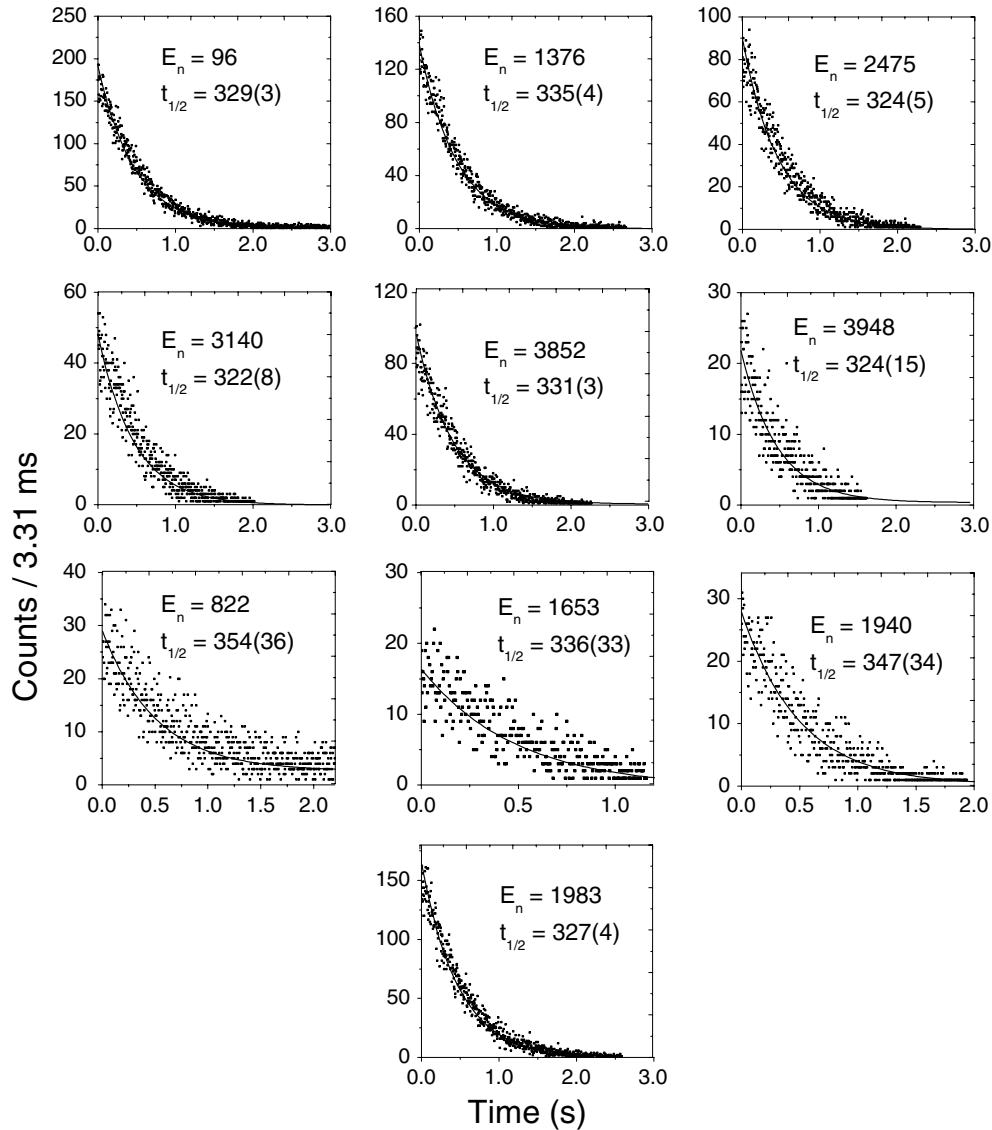 Counts / 3.31 ms
250
200
150
100
50
0
0.0 1.0 2.0 3.0
E_n = 96
t_1/2 = 329(3)
160
120
80
40
0
0.0 1.0 2.0 3.0
E_n = 1376
t_1/2 = 335(4)
100
80
60
40
20
0
0.0 1.0 2.0 3.0
E_n = 2475
t_1/2 = 324(5)
60
40
20
0
0.0 1.0 2.0 3.0
E_n = 3140
t_1/2 = 322(8)
120
80
40
0
0.0 1.0 2.0 3.0
E_n = 3852
t_1/2 = 331(3)
30
20
10
0
0.0 1.0 2.0 3.0
E_n = 3948
t_1/2 = 324(15)
40
30
20
10
0
0.0 0.5 1.0 1.5 2.0
E_n = 822
t_1/2 = 354(36)
30
20
10
0
0.0 0.5 1.0
E_n = 1653
t_1/2 = 336(33)
30
20
10
0
0.0 0.5 1.0 1.5 2.0
E_n = 1940
t_1/2 = 347(34)
150
100
50
0
0.0 1.0 2.0 3.0
E_n = 1983
t_1/2 = 327(4)
Time (s)